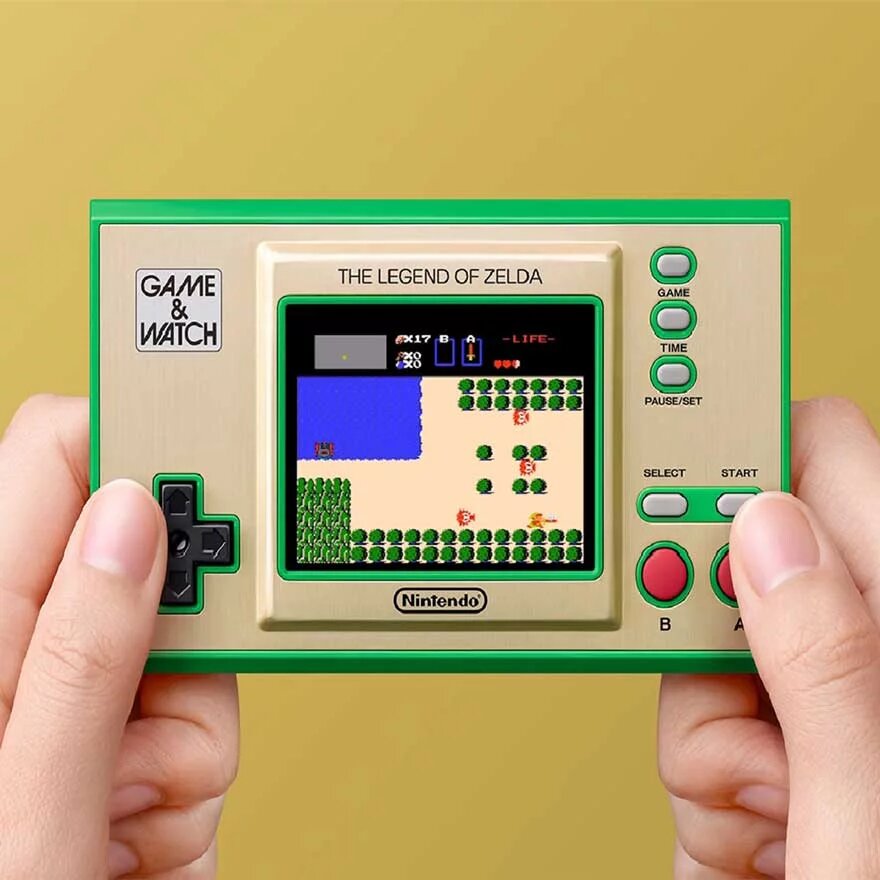 GAME
&
WATCH
THE LEGEND OF ZELDA
X17 B A -LIFE-
X0
X0
Nintendo
GAME
TIME
PAUSE/SET
SELECT START
B A